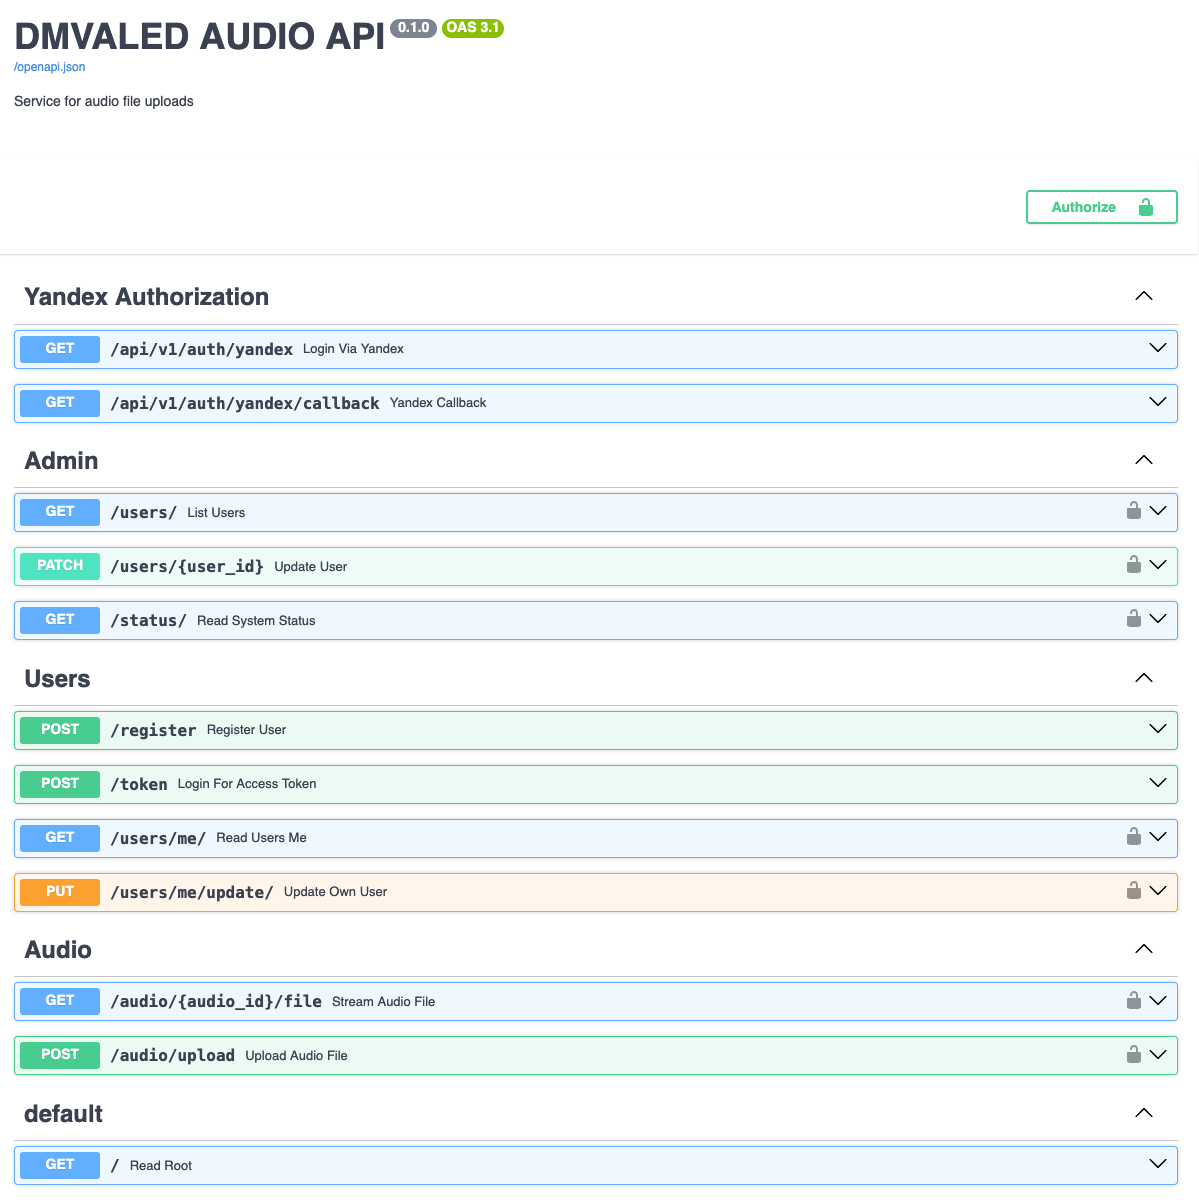 DMVALED AUDIO API 0.1.0 OAS 3.1
/openapi.json
Service for audio file uploads
Authorize
Yandex Authorization
GET /api/v1/auth/yandex Login Via Yandex
GET /api/v1/auth/yandex/callback Yandex Callback
Admin
GET /users/ List Users
PATCH /users/{user_id} Update User
GET /status/ Read System Status
Users
POST /register Register User
POST /token Login For Access Token
GET /users/me/ Read Users Me
PUT /users/me/update/ Update Own User
Audio
GET /audio/{audio_id}/file Stream Audio File
POST /audio/upload Upload Audio File
default
GET / Read Root